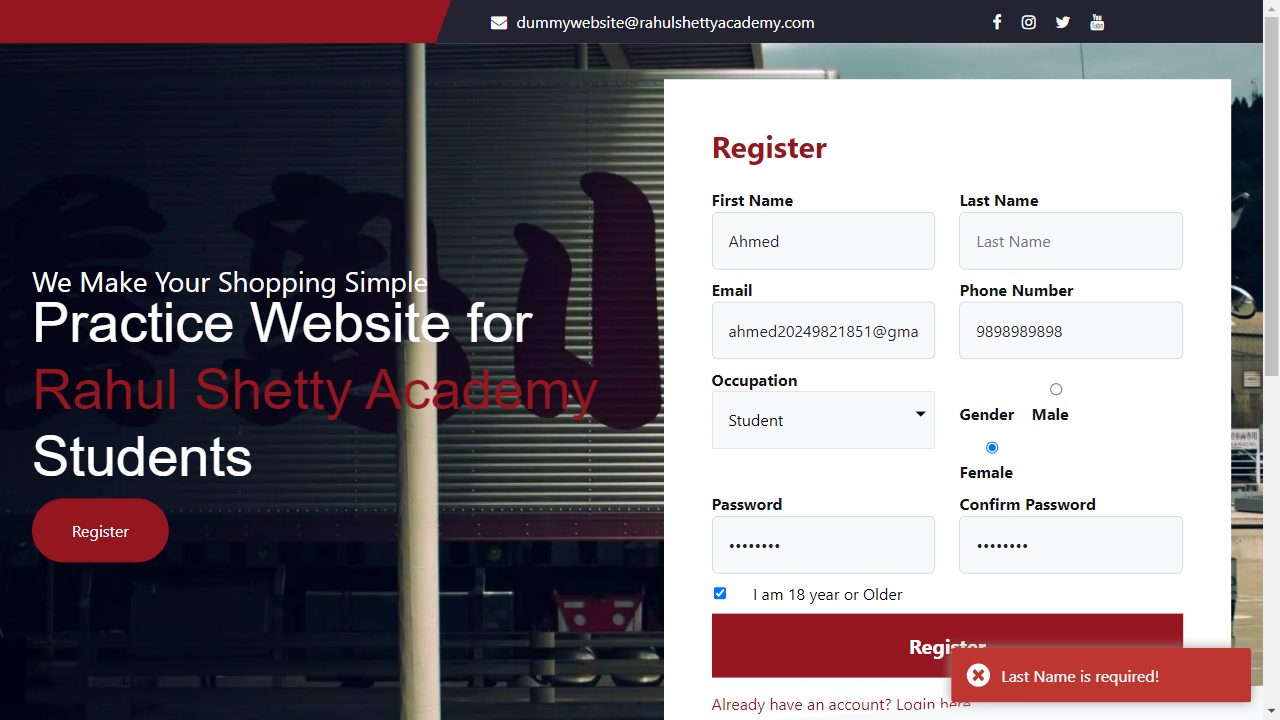 dummywebsite@rahulshettyacademy.com
We Make Your Shopping Simple
Practice Website for
Rahul Shetty Academy
Students
Register
Register
First Name
Last Name
Ahmed
Last Name
Email
Phone Number
ahmed20249821851@gma
9898989898
Occupation
Student
Gender
Male
Female
Password
Confirm Password
••••••••
••••••••
I am 18 year or Older
Register
Last Name is required!
Already have an account? Login here